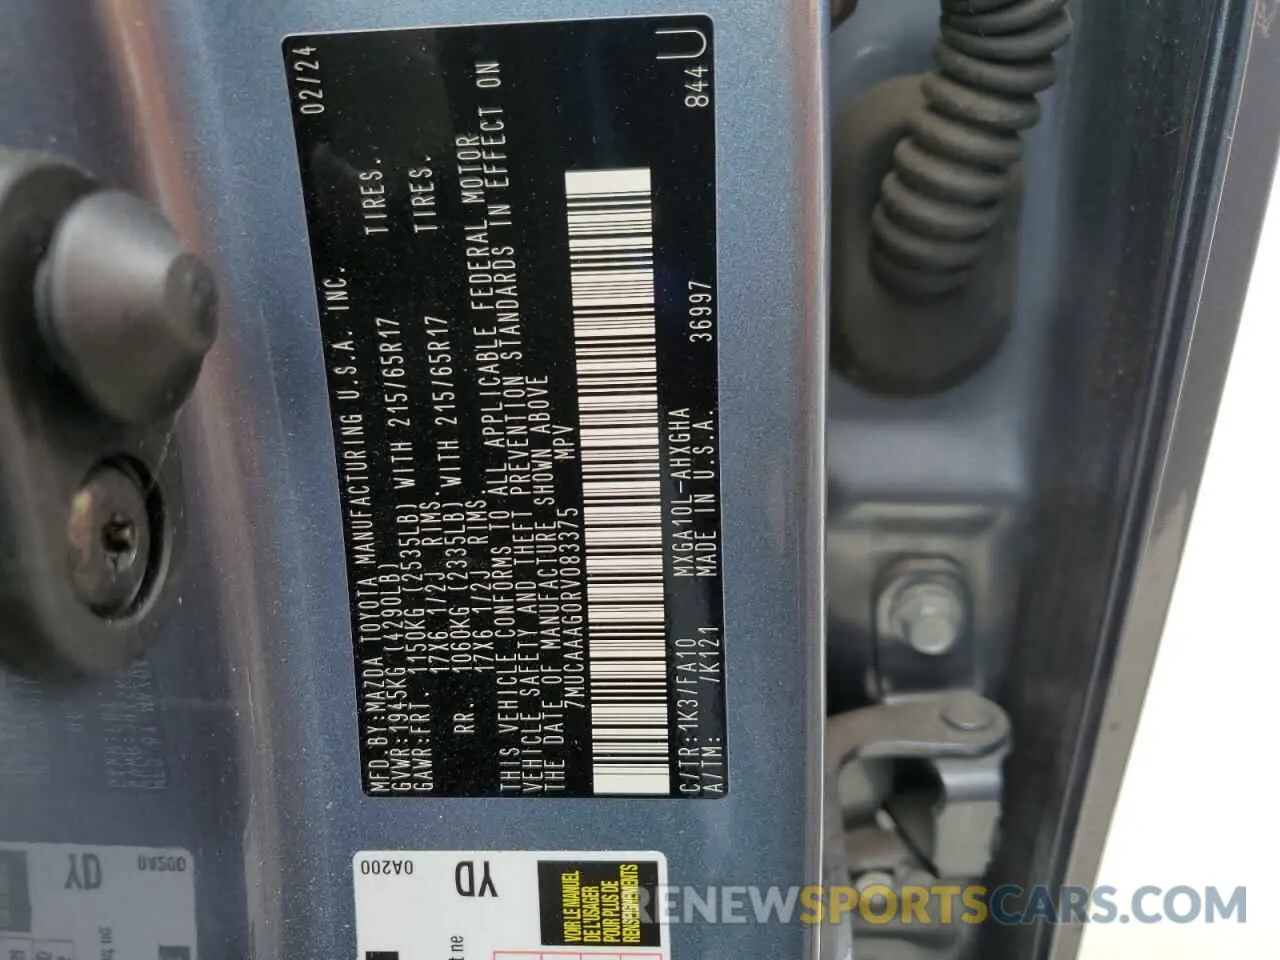 02/24
MFD.BY:MAZDA TOYOTA MANUFACTURING U.S.A. INC.
GVWR:1945KG (4290LB)
GAWR:FRT. 1150KG (2535LB) WITH 215/65R17 TIRES.
17X6 1/2J RIMS.
RR. 1060KG (2335LB) WITH 215/65R17 TIRES.
17X6 1/2J RIMS.
THIS VEHICLE CONFORMS TO ALL APPLICABLE FEDERAL MOTOR
VEHICLE SAFETY AND THEFT PREVENTION STANDARDS IN EFFECT ON
THE DATE OF MANUFACTURE SHOWN ABOVE
7MUCAAAG0RV083375 MPV
C/TR:1K3/FA10 MXGA10L-AHXGHA 36997 844 U
A/TM: /K121 MADE IN U.S.A.
0A200
YD
VOIR LE MANUEL
DE L'USAGER
POUR PLUS DE
RENSEIGNEMENTS
RENEWSPORTSCARS.COM